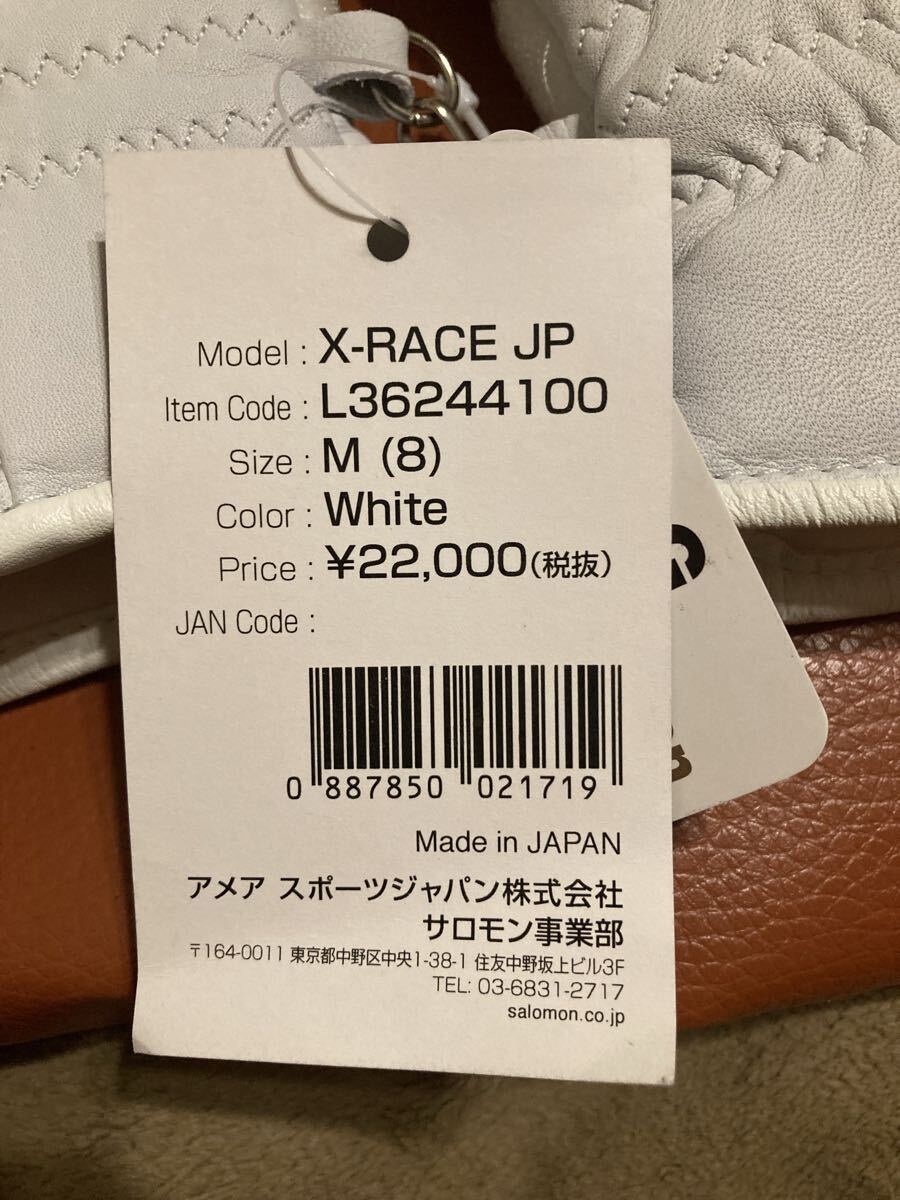 Model : X-RACE JP
Item Code : L36244100
Size : M (8)
Color : White
Price : ¥22,000(税抜)
JAN Code :
0 887850 021719
Made in JAPAN
アメア スポーツジャパン株式会社
サロモン事業部
〒164-0011 東京都中野区中央1-38-1 住友中野坂上ビル3F
TEL: 03-6831-2717
salomon.co.jp